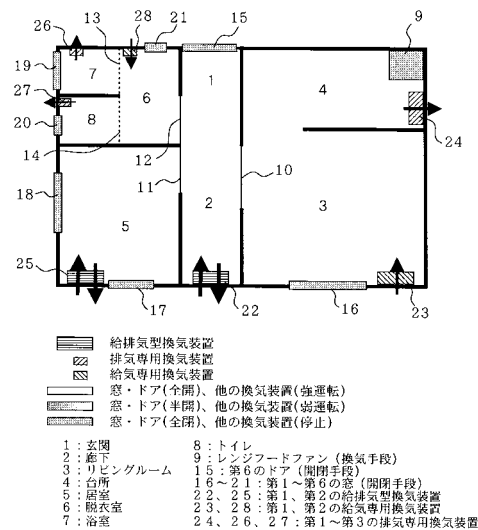 26
13
28
21
15
9
19
7
6
1
4
27
8
20
24
14
12
10
11
18
5
2
3
25
17
22
16
23
給排気型換気装置
排気専用換気装置
給気専用換気装置
窓・ドア(全開)、他の換気装置(強運転)
窓・ドア(半開)、他の換気装置(弱運転)
窓・ドア(全閉)、他の換気装置(停止)
1：玄関
2：廊下
3：リビングルーム
4：台所
5：居室
6：脱衣室
7：浴室
8：トイレ
9：レンジフードファン（換気手段）
15：第6のドア（開閉手段）
16〜21：第1〜第6の窓（開閉手段）
22、25：第1、第2の給排気型換気装置
23、28：第1、第2の給気専用換気装置
24、26、27：第1〜第3の排気専用換気装置